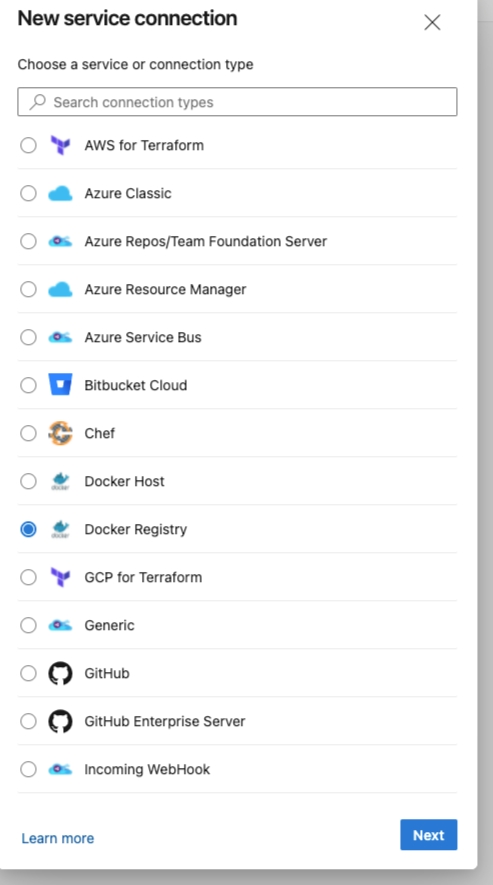 New service connection
Choose a service or connection type
Search connection types
AWS for Terraform
Azure Classic
Azure Repos/Team Foundation Server
Azure Resource Manager
Azure Service Bus
Bitbucket Cloud
Chef
Docker Host
Docker Registry
GCP for Terraform
Generic
GitHub
GitHub Enterprise Server
Incoming WebHook
Learn more
Next